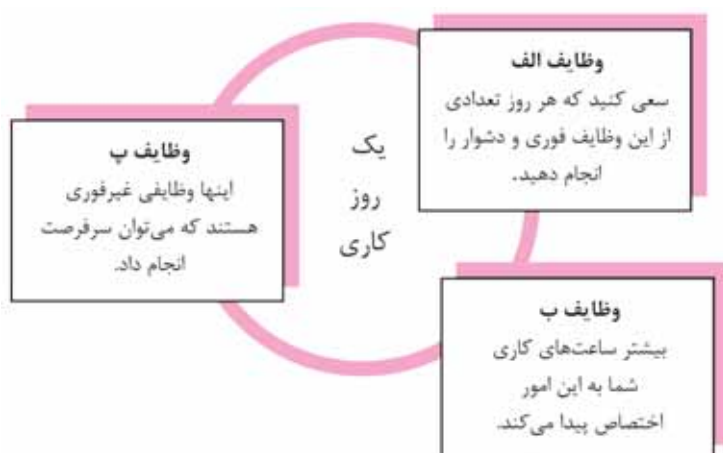 وظایف الف
سعی کنید که هر روز تعدادی
از این وظایف فوری و دشوار را
انجام دهید.
یک
روز
کاری
وظایف پ
اینها وظایفی غیرفوری
هستند که می‌توان سرفرصت
انجام داد.
وظایف ب
بیشتر ساعت‌های کاری
شما به این امور
اختصاص پیدا می‌کند.